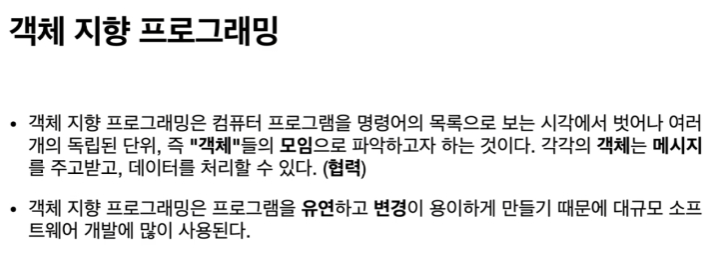 객체 지향 프로그래밍
• 객체 지향 프로그래밍은 컴퓨터 프로그램을 명령어의 목록으로 보는 시각에서 벗어나 여러
개의 독립된 단위, 즉 "객체"들의 모임으로 파악하고자 하는 것이다. 각각의 객체는 메시지
를 주고받고, 데이터를 처리할 수 있다. (협력)
• 객체 지향 프로그래밍은 프로그램을 유연하고 변경이 용이하게 만들기 때문에 대규모 소프
트웨어 개발에 많이 사용된다.